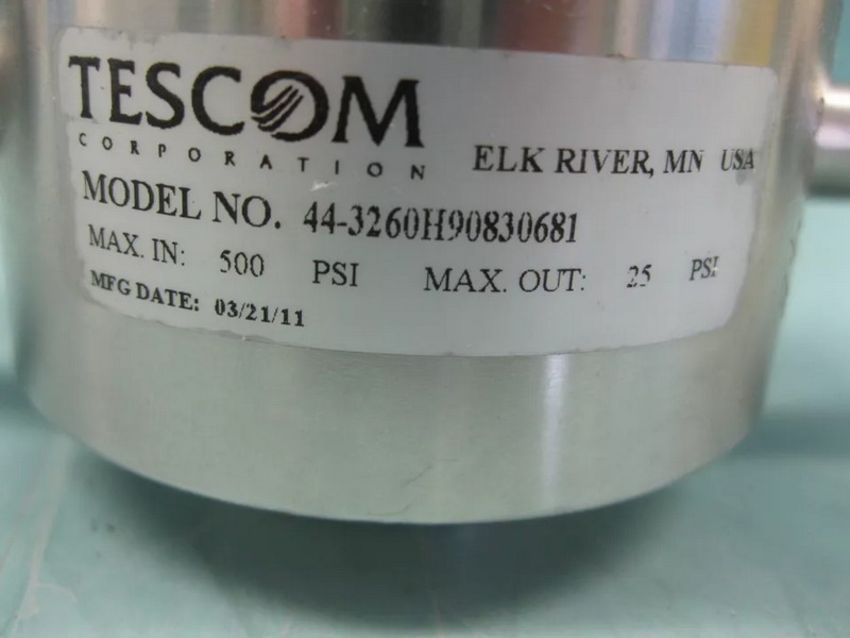 TESCOM
CORPORATION
ELK RIVER, MN USA
MODEL NO. 44-3260H90830681
MAX. IN: 500 PSI MAX. OUT: 25 PSI
MFG DATE: 03/21/11